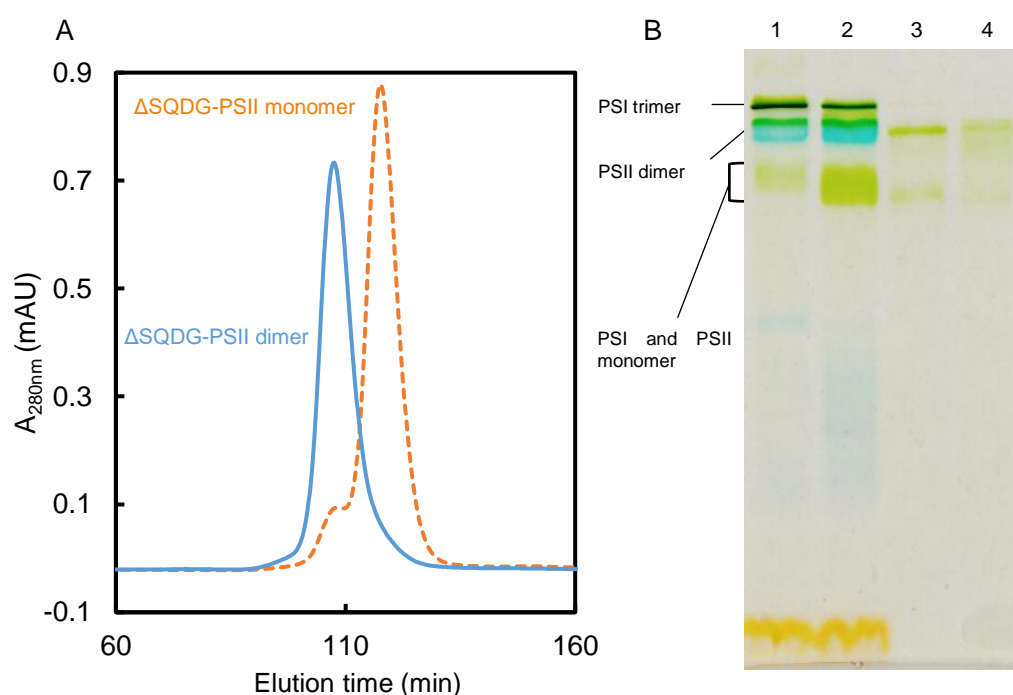 A
B
1 2 3 4
0.9
0.7
0.5
0.3
0.1
-0.1
A280nm (mAU)
ΔSQDG-PSII monomer
ΔSQDG-PSII dimer
60 110 160
Elution time (min)
PSI trimer
PSII dimer
PSI and PSII
monomer